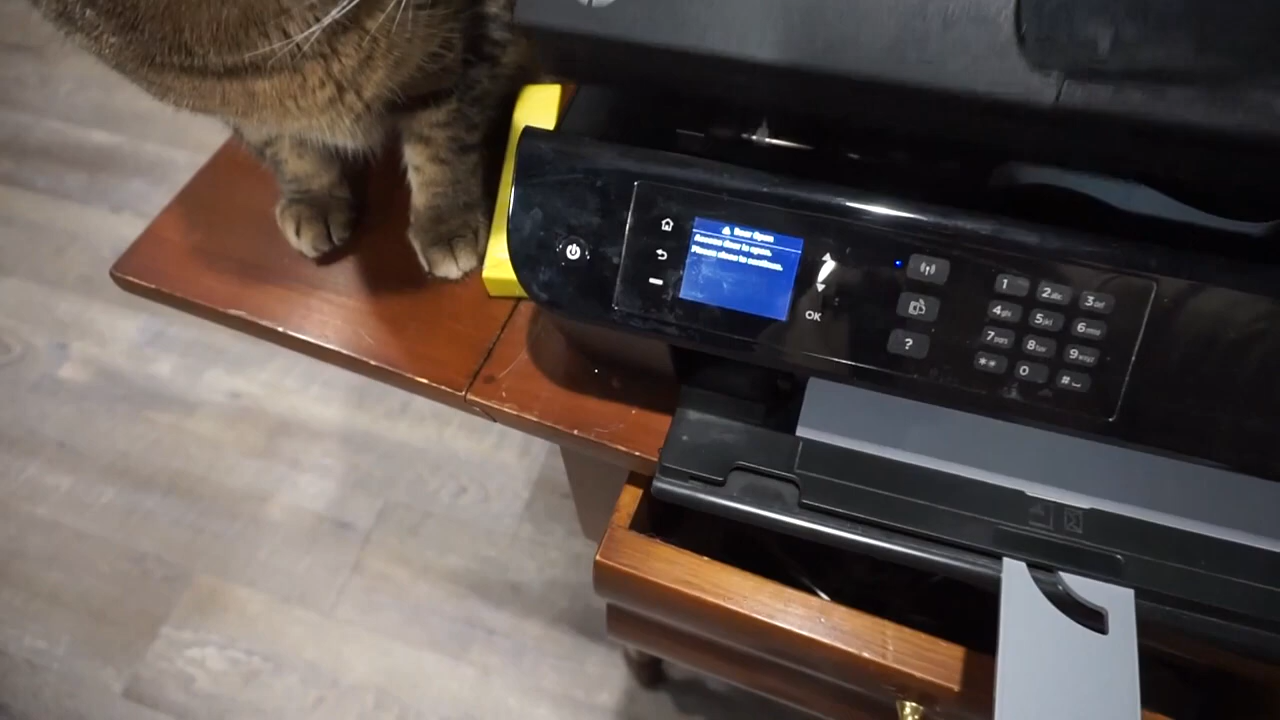 Door Open
Access door is open.
Please close to continue.
OK
?
1
2abc
3def
4ghi
5jkl
6mno
7pqrs
8tuv
9wxyz
**
0
#